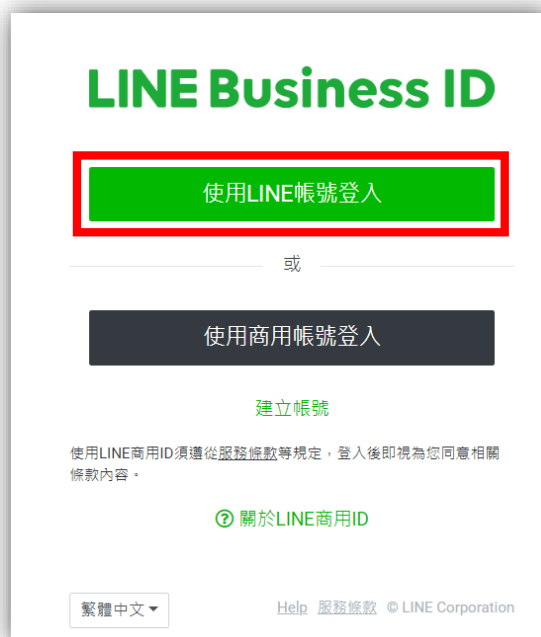 LINE Business ID
使用LINE帳號登入
或
使用商用帳號登入
建立帳號
使用LINE商用ID須遵從服務條款等規定，登入後即視為您同意相關
條款內容。
關於LINE商用ID
繁體中文 Help 服務條款 © LINE Corporation